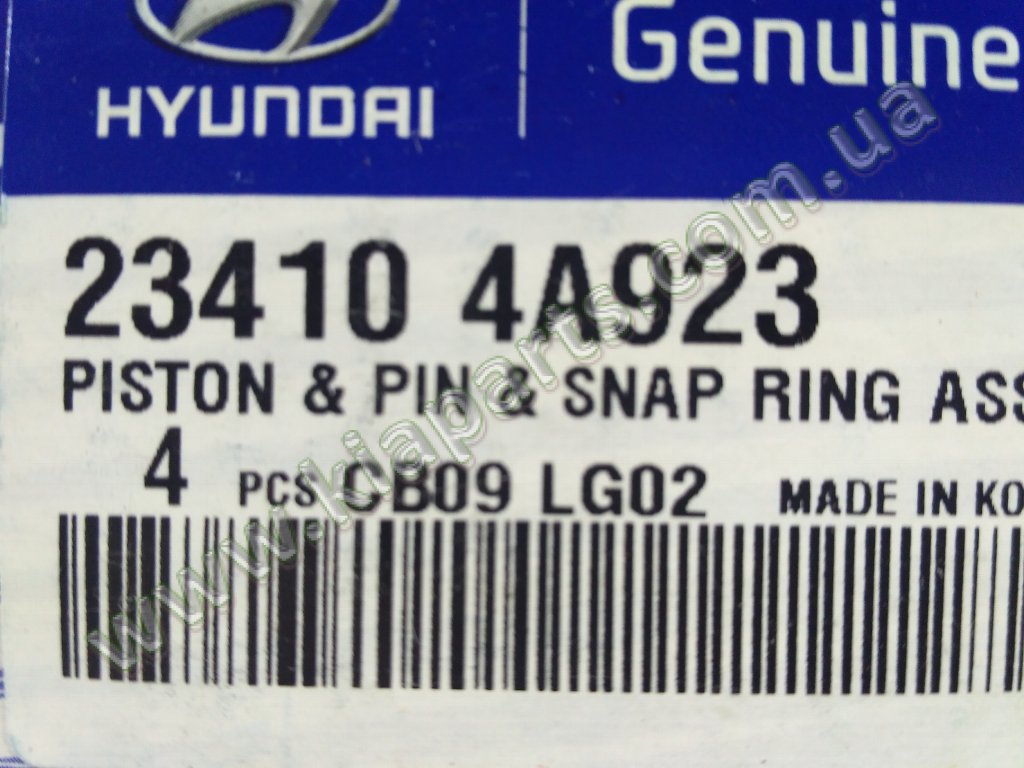 HYUNDAI
Genuine
23410 4A923
PISTON & PIN & SNAP RING ASS
4 PCS CB09 LG02 MADE IN KO
www.kiaparts.com.ua